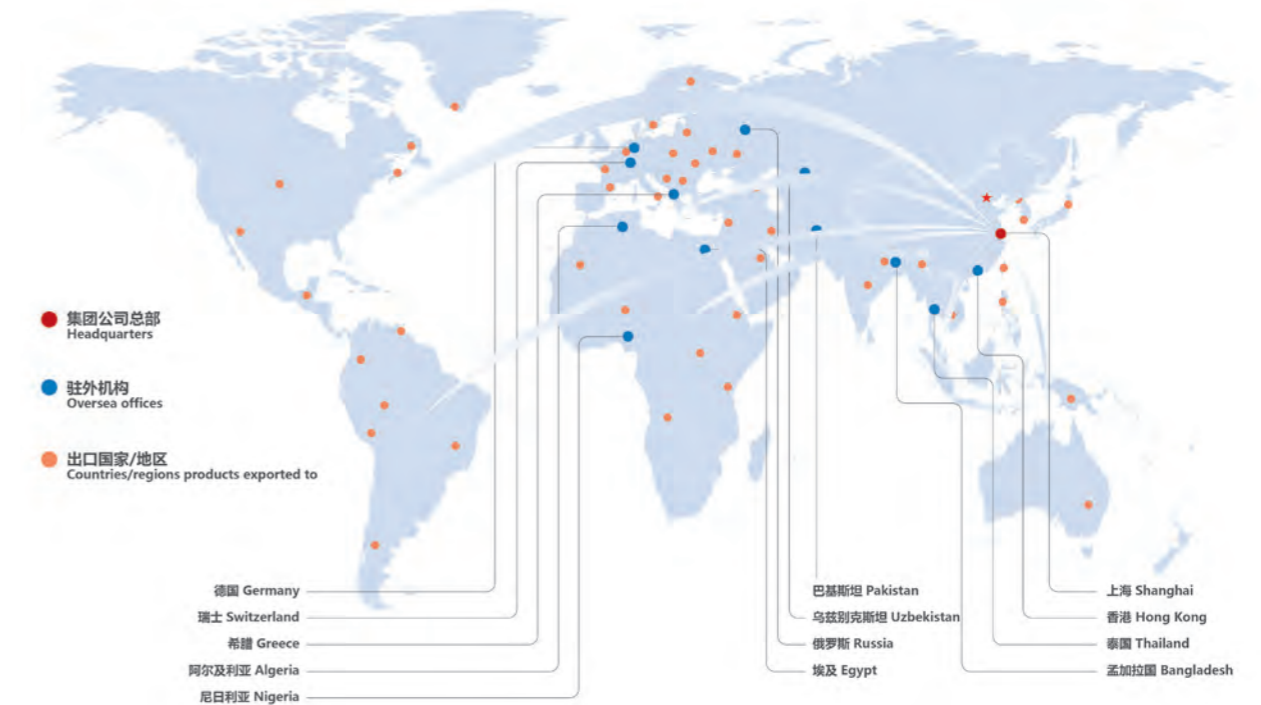 集团公司总部
Headquarters
驻外机构
Oversea offices
出口国家/地区
Countries/regions products exported to
德国 Germany
瑞士 Switzerland
希腊 Greece
阿尔及利亚 Algeria
尼日利亚 Nigeria
巴基斯坦 Pakistan
乌兹别克斯坦 Uzbekistan
俄罗斯 Russia
埃及 Egypt
上海 Shanghai
香港 Hong Kong
泰国 Thailand
孟加拉国 Bangladesh